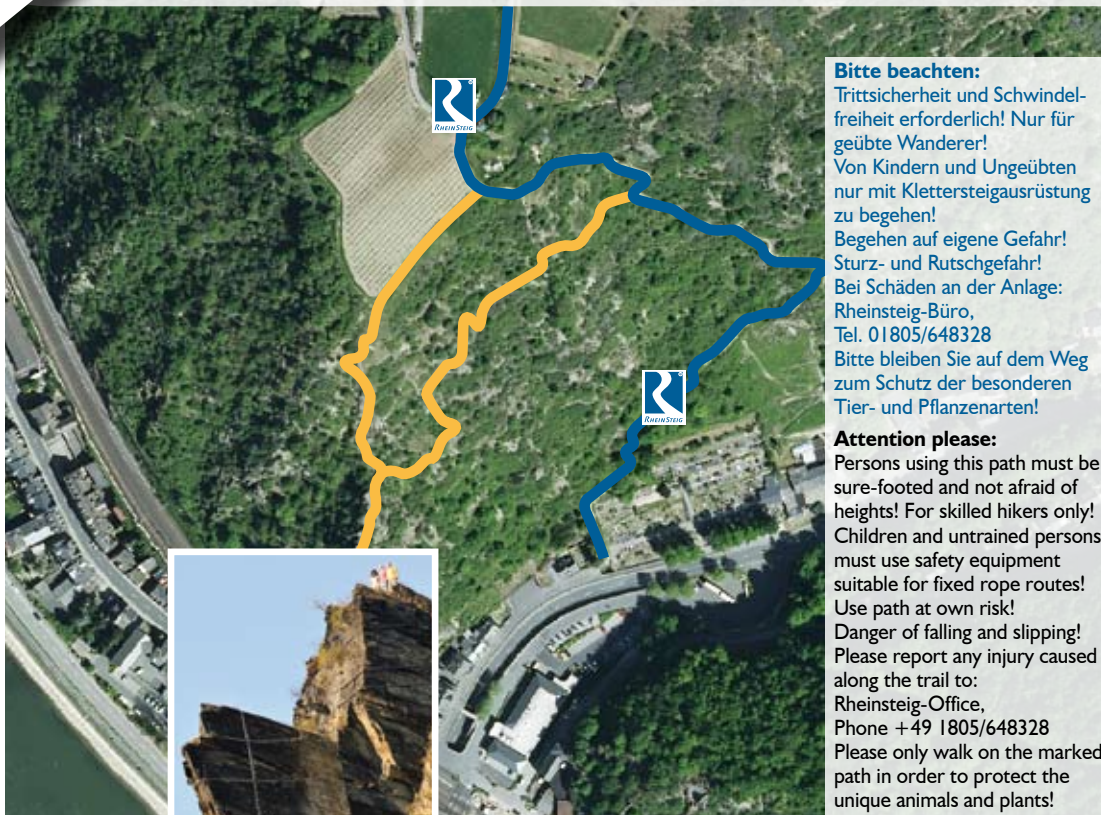 RHEINSTEIG
RHEINSTEIG
Bitte beachten:
Trittsicherheit und Schwindel-
freiheit erforderlich! Nur für
geübte Wanderer!
Von Kindern und Ungeübten
nur mit Klettersteigausrüstung
zu begehen!
Begehen auf eigene Gefahr!
Sturz- und Rutschgefahr!
Bei Schäden an der Anlage:
Rheinsteig-Büro,
Tel. 01805/648328
Bitte bleiben Sie auf dem Weg
zum Schutz der besonderen
Tier- und Pflanzenarten!
Attention please:
Persons using this path must be
sure-footed and not afraid of
heights! For skilled hikers only!
Children and untrained persons
must use safety equipment
suitable for fixed rope routes!
Use path at own risk!
Danger of falling and slipping!
Please report any injury caused
along the trail to:
Rheinsteig-Office,
Phone +49 1805/648328
Please only walk on the marked
path in order to protect the
unique animals and plants!